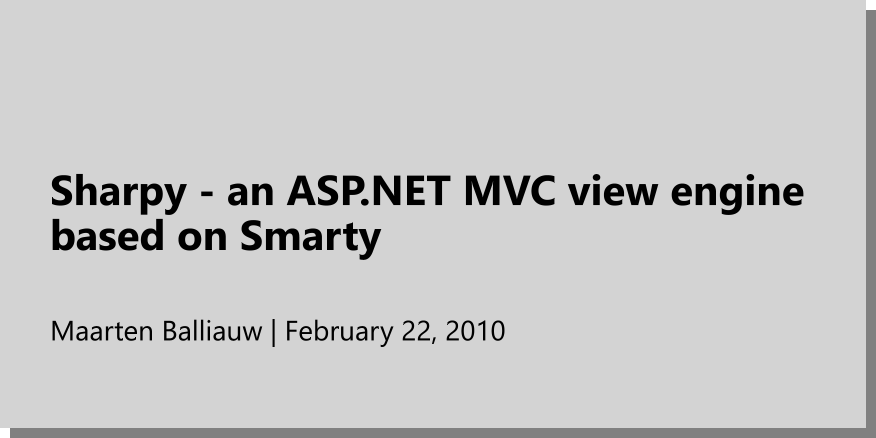 Sharpy - an ASP.NET MVC view engine
based on Smarty
Maarten Balliauw | February 22, 2010